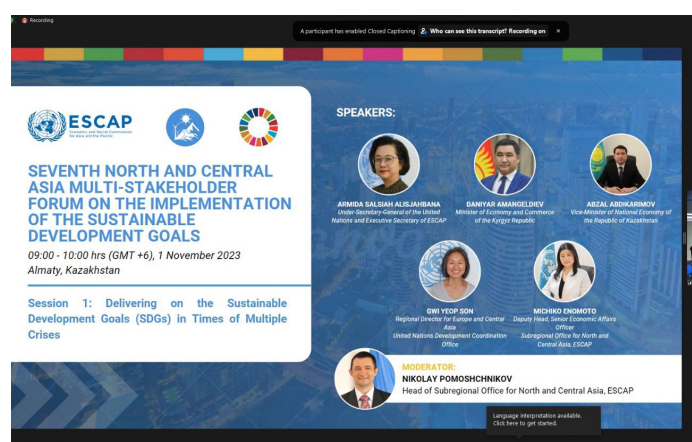 Recording
A participant has enabled Closed Captioning Who can see this transcript? Recording on ×
ESCAP
Economic and Social Commission
for Asia and the Pacific
SEVENTH NORTH AND CENTRAL
ASIA MULTI-STAKEHOLDER
FORUM ON THE IMPLEMENTATION
OF THE SUSTAINABLE
DEVELOPMENT GOALS
09:00 - 10:00 hrs (GMT +6), 1 November 2023
Almaty, Kazakhstan
Session 1: Delivering on the Sustainable
Development Goals (SDGs) in Times of Multiple
Crises
SPEAKERS:
ARMIDA SALSIAH ALISJAHBANA
Under-Secretary-General of the United
Nations and Executive Secretary of ESCAP
DANIYAR AMANGELDIEV
Minister of Economy and Commerce
of the Kyrgyz Republic
ABZAL ABDIKARIMOV
Vice-Minister of National Economy of
the Republic of Kazakhstan
GWI YEOP SON
Regional Director for Europe and Central
Asia
United Nations Development Coordination
Office
MICHIKO ENOMOTO
Deputy Head, Senior Economic Affairs
Officer
Subregional Office for North and
Central Asia, ESCAP
MODERATOR:
NIKOLAY POMOSHCHNIKOV
Head of Subregional Office for North and Central Asia, ESCAP
Language interpretation available.
Click here to get started.